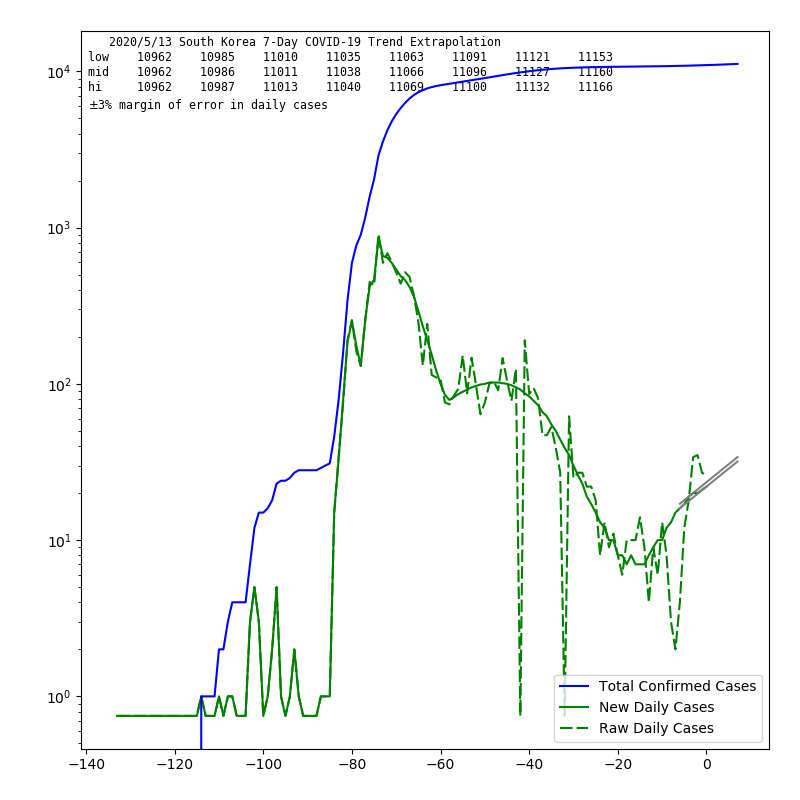 2020/5/13 South Korea 7-Day COVID-19 Trend Extrapolation
low 10962 10985 11010 11035 11063 11091 11121 11153
mid 10962 10986 11011 11038 11066 11096 11127 11160
hi 10962 10987 11013 11040 11069 11100 11132 11166
±3% margin of error in daily cases
10⁴
10³
10²
10¹
10⁰
Total Confirmed Cases
New Daily Cases
Raw Daily Cases
−140 −120 −100 −80 −60 −40 −20 0